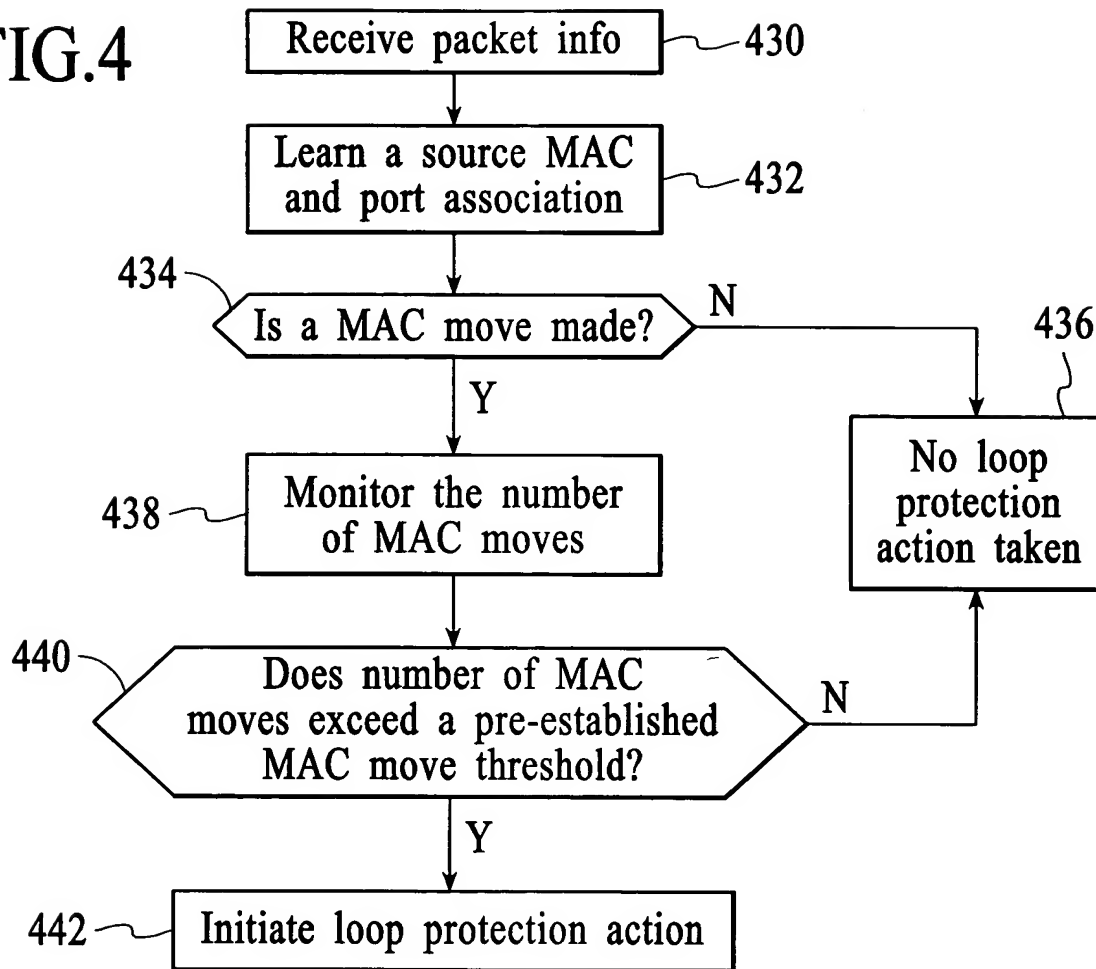 FIG.4
Receive packet info
430
Learn a source MAC
and port association
432
434
Is a MAC move made?
N
436
Y
No loop
protection
action taken
438
Monitor the number
of MAC moves
440
Does number of MAC
moves exceed a pre-established
MAC move threshold?
N
Y
442
Initiate loop protection action